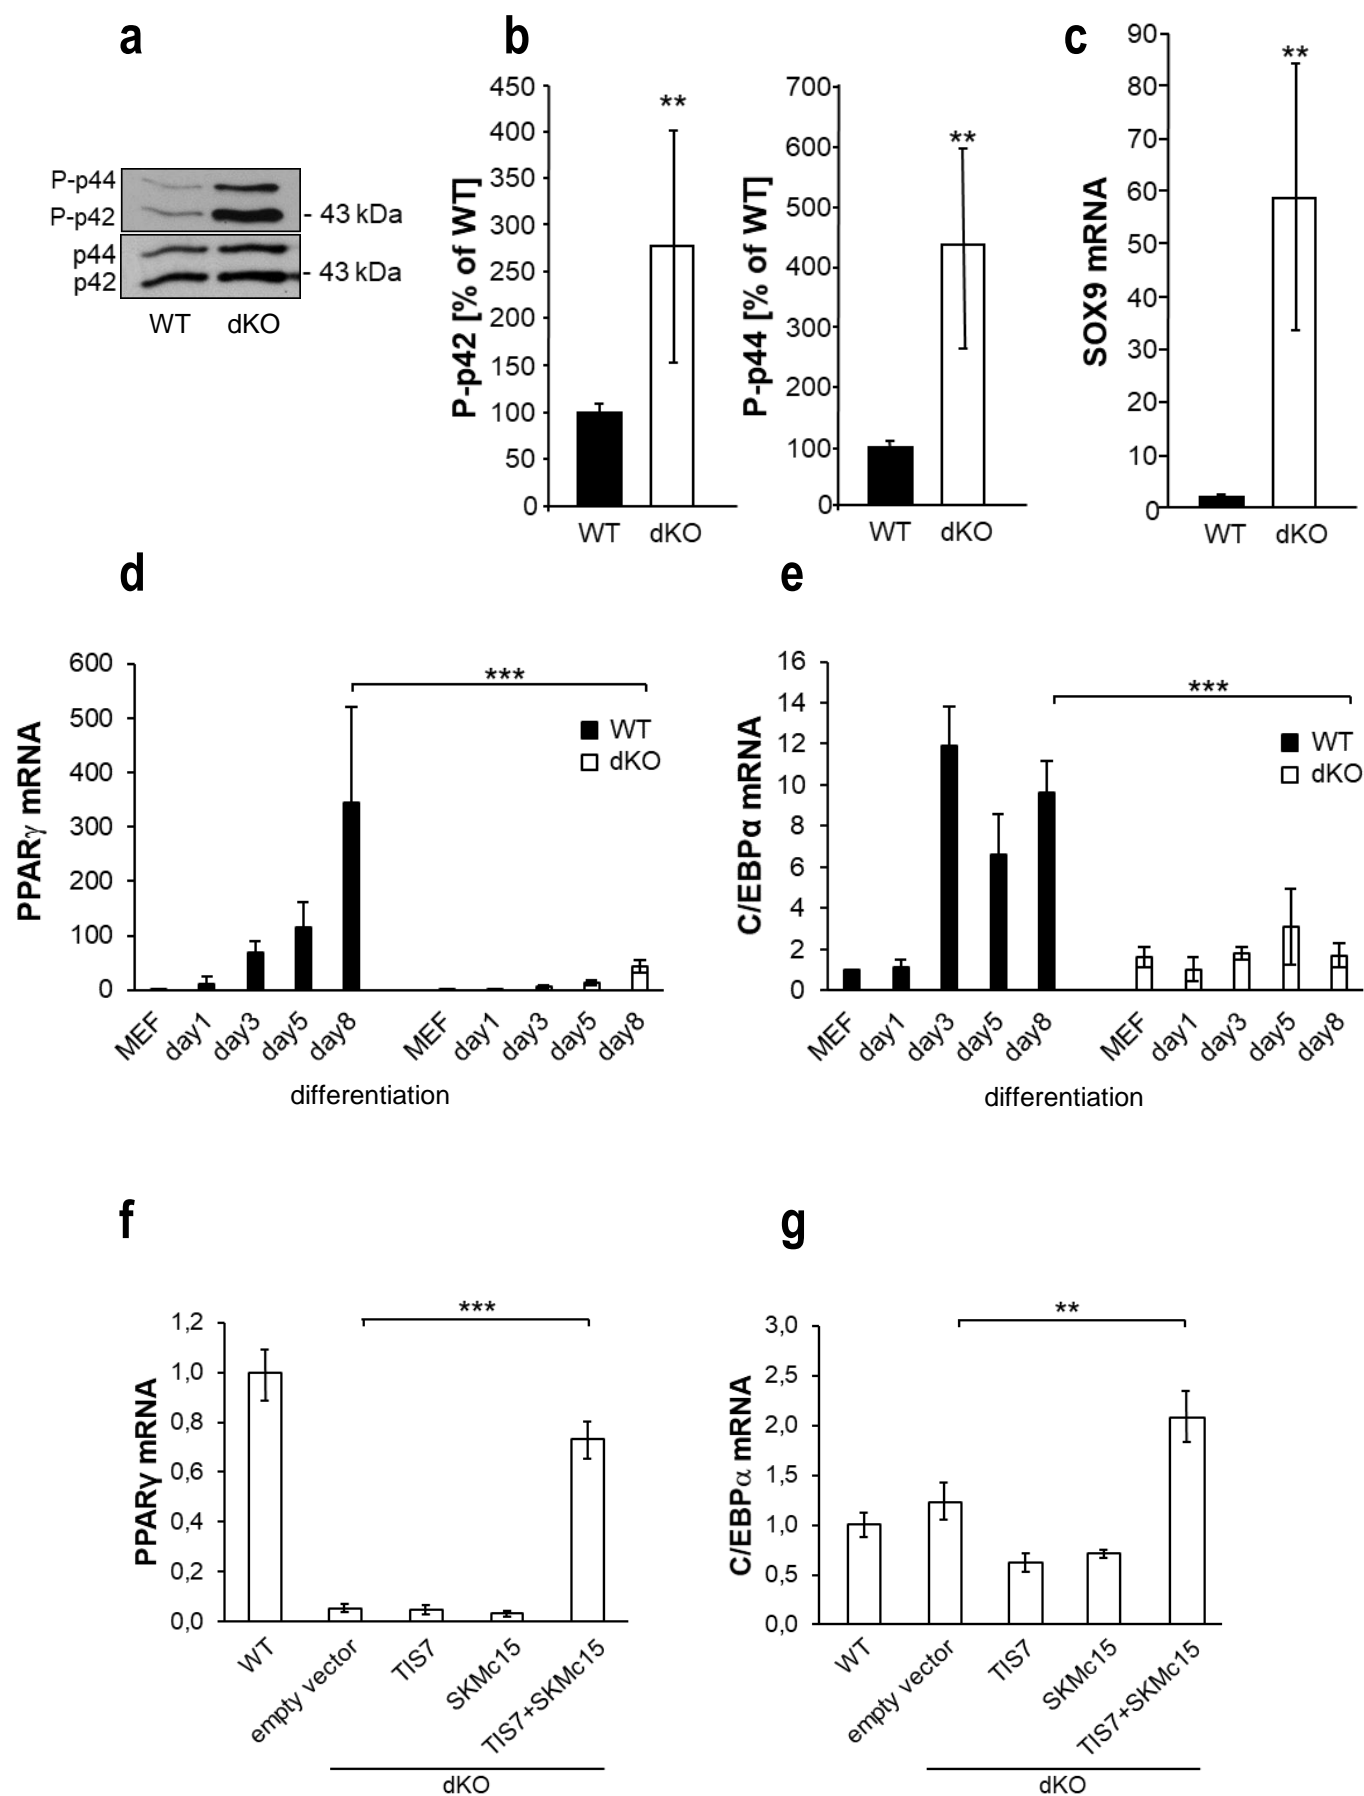 a
P-p44
P-p42
- 43 kDa
p44
p42
- 43 kDa
WT dKO
b
P-p42 [% of WT]
450
400
350
300
250
200
150
100
50
0
WT dKO
**
P-p44 [% of WT]
700
600
500
400
300
200
100
0
WT dKO
**
c
SOX9 mRNA
90
80
70
60
50
40
30
20
10
0
WT dKO
**
d
PPARγ mRNA
600
500
400
300
200
100
0
***
WT
dKO
MEF day1 day3 day5 day8 MEF day1 day3 day5 day8
differentiation
e
C/EBPα mRNA
16
14
12
10
8
6
4
2
0
***
WT
dKO
MEF day1 day3 day5 day8 MEF day1 day3 day5 day8
differentiation
f
PPARγ mRNA
1,2
1,0
0,8
0,6
0,4
0,2
0,0
***
WT empty vector TIS7 SKMc15 TIS7+SKMc15
dKO
g
C/EBPα mRNA
3,0
2,5
2,0
1,5
1,0
0,5
0,0
**
WT empty vector TIS7 SKMc15 TIS7+SKMc15
dKO